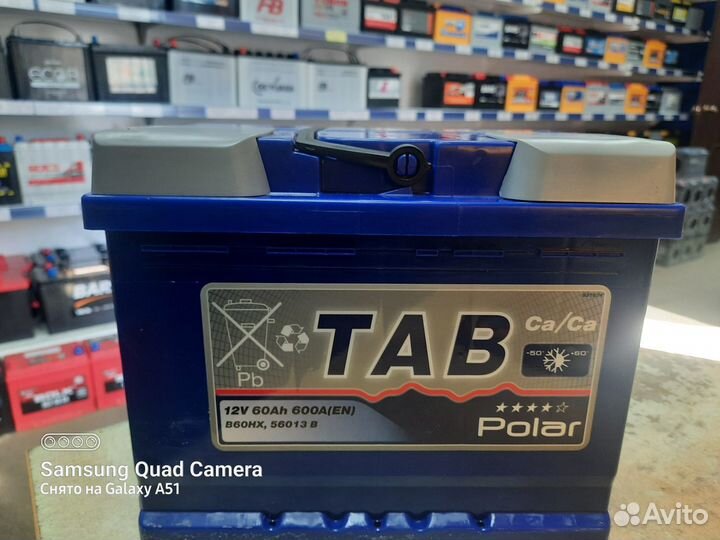 TAB
Ca/Ca
-50° +60°
Pb
12V 60Ah 600A(EN)
B60HX, 56013 B
★★★★☆
Polar
Samsung Quad Camera
Снято на Galaxy A51
Avito